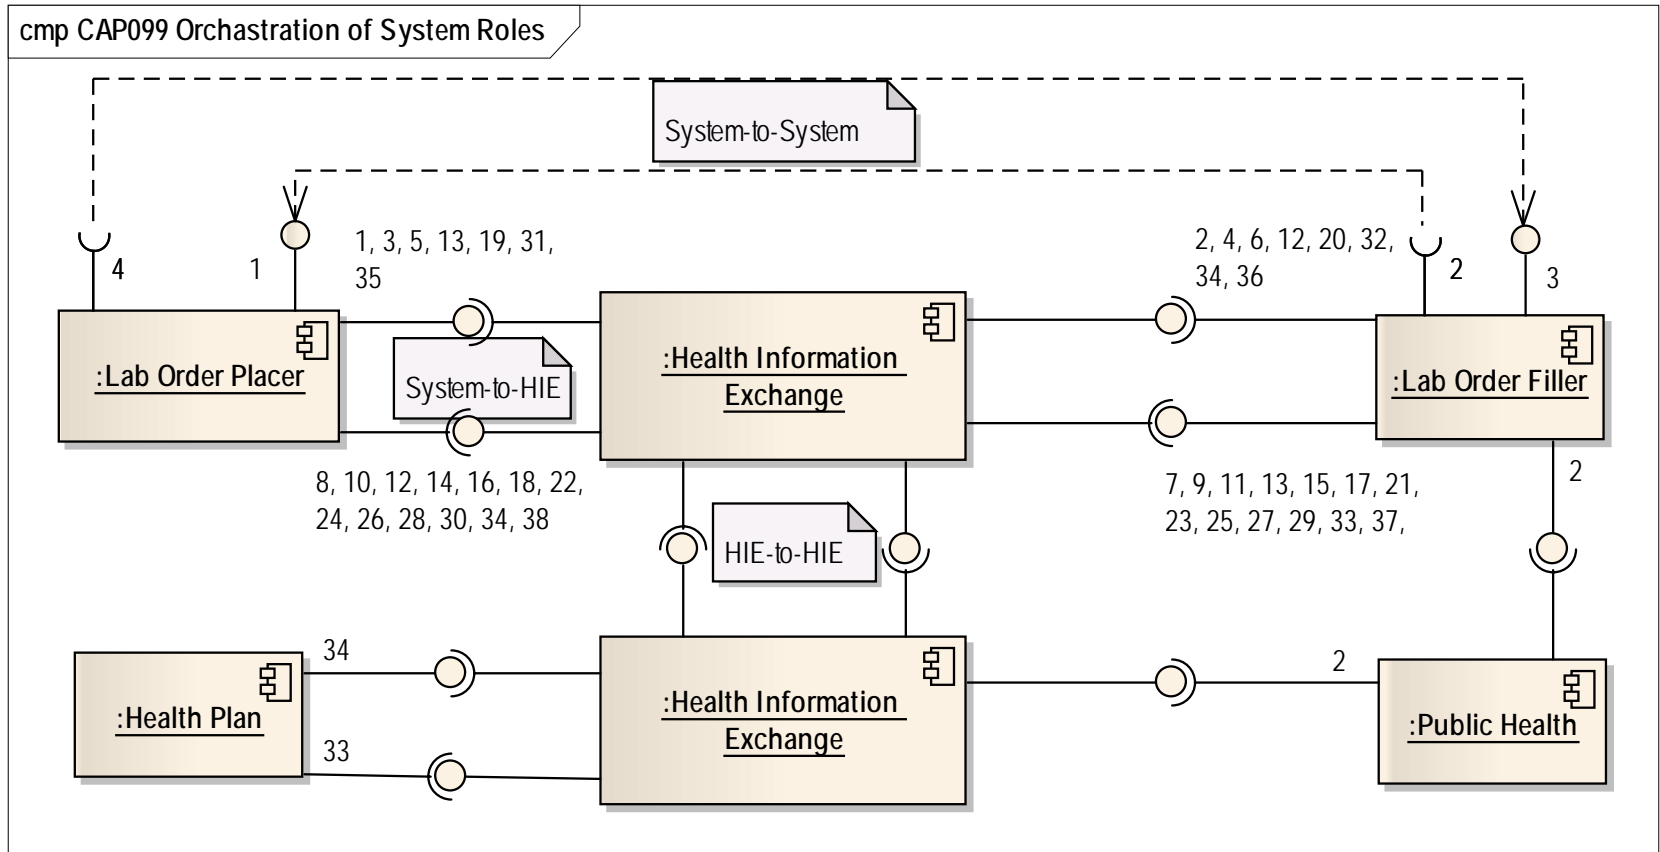 cmp CAP099 Orchastration of System Roles
System-to-System
4
1
1, 3, 5, 13, 19, 31,
35
2, 4, 6, 12, 20, 32,
34, 36
2
3
:Lab Order Placer
System-to-HIE
:Health Information
Exchange
:Lab Order Filler
8, 10, 12, 14, 16, 18, 22,
24, 26, 28, 30, 34, 38
HIE-to-HIE
7, 9, 11, 13, 15, 17, 21,
23, 25, 27, 29, 33, 37,
2
34
:Health Plan
33
:Health Information
Exchange
2
:Public Health